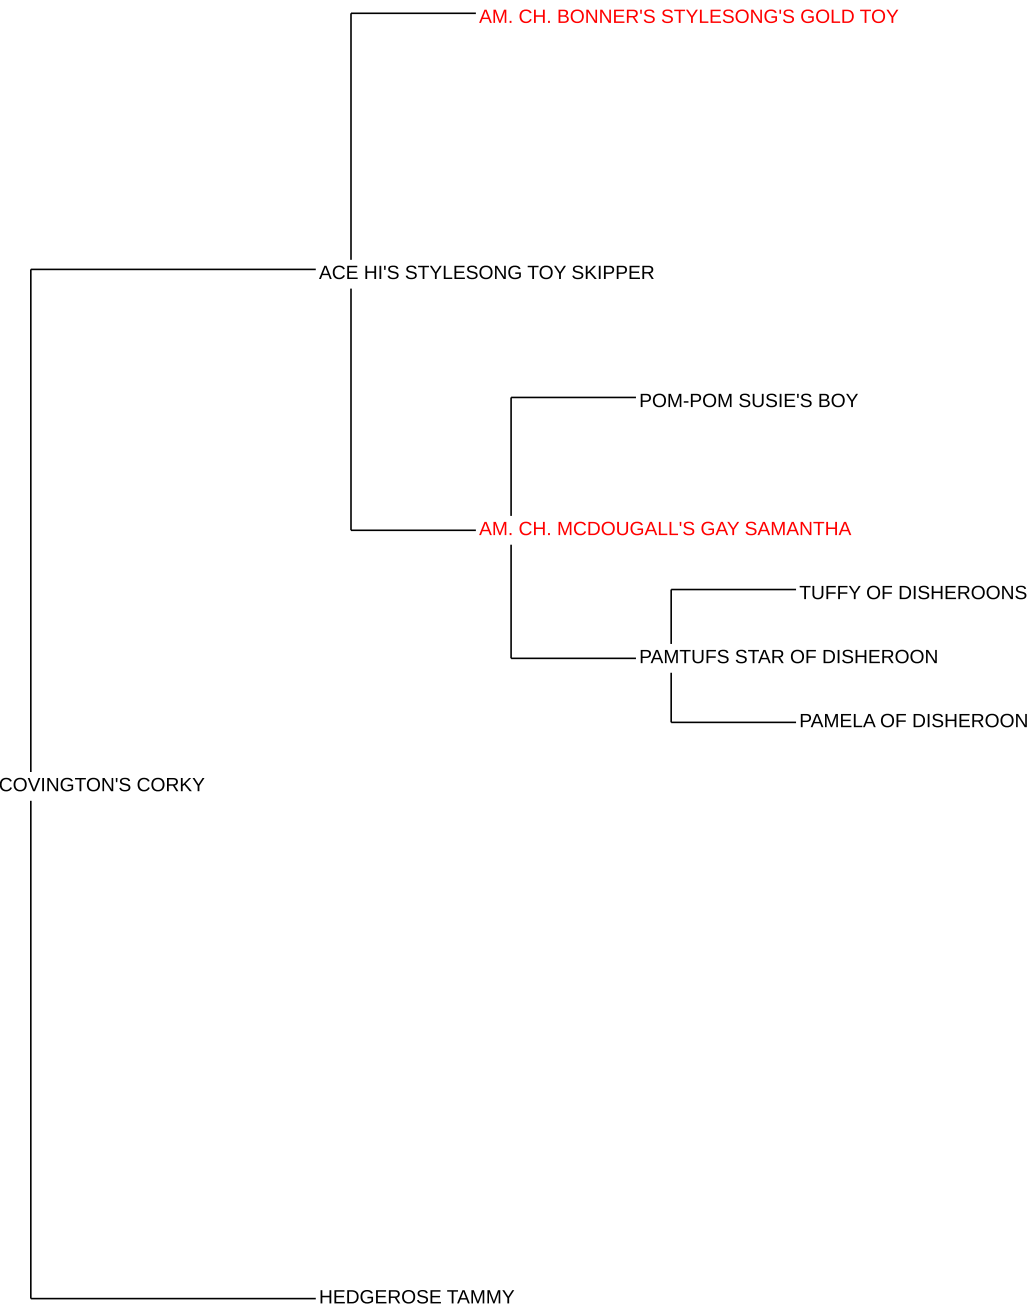 AM. CH. BONNER'S STYLESONG'S GOLD TOY
ACE HI'S STYLESONG TOY SKIPPER
POM-POM SUSIE'S BOY
AM. CH. MCDOUGALL'S GAY SAMANTHA
TUFFY OF DISHEROONS
PAMTUFS STAR OF DISHEROON
PAMELA OF DISHEROON
COVINGTON'S CORKY
HEDGEROSE TAMMY